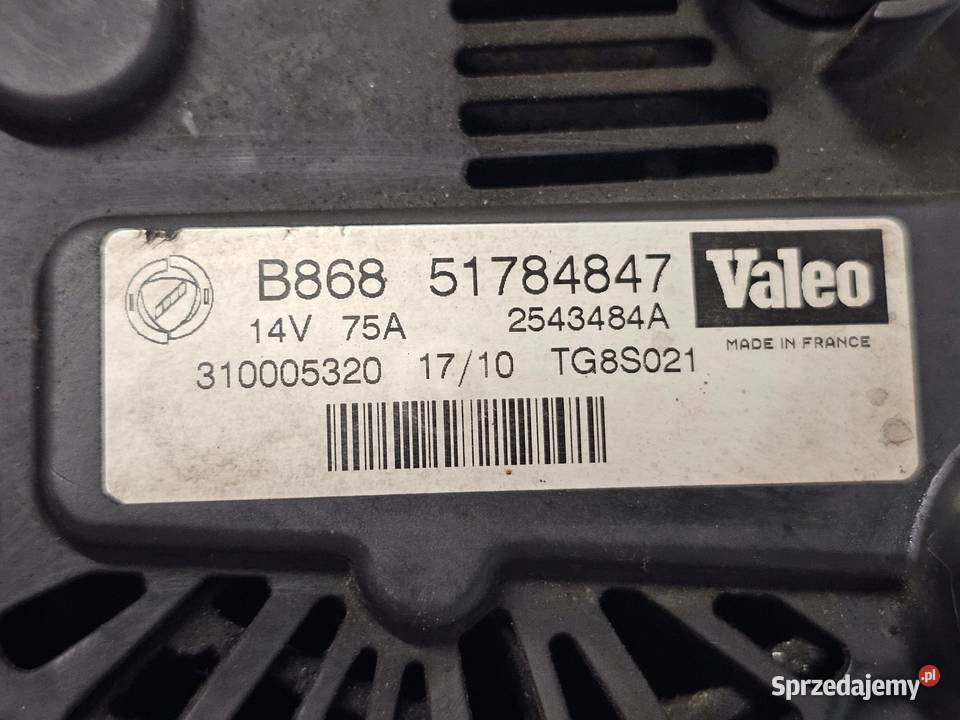 B868 51784847 Valeo
14V 75A 2543484A
MADE IN FRANCE
310005320 17/10 TG8S021
Sprzedajemy.pl